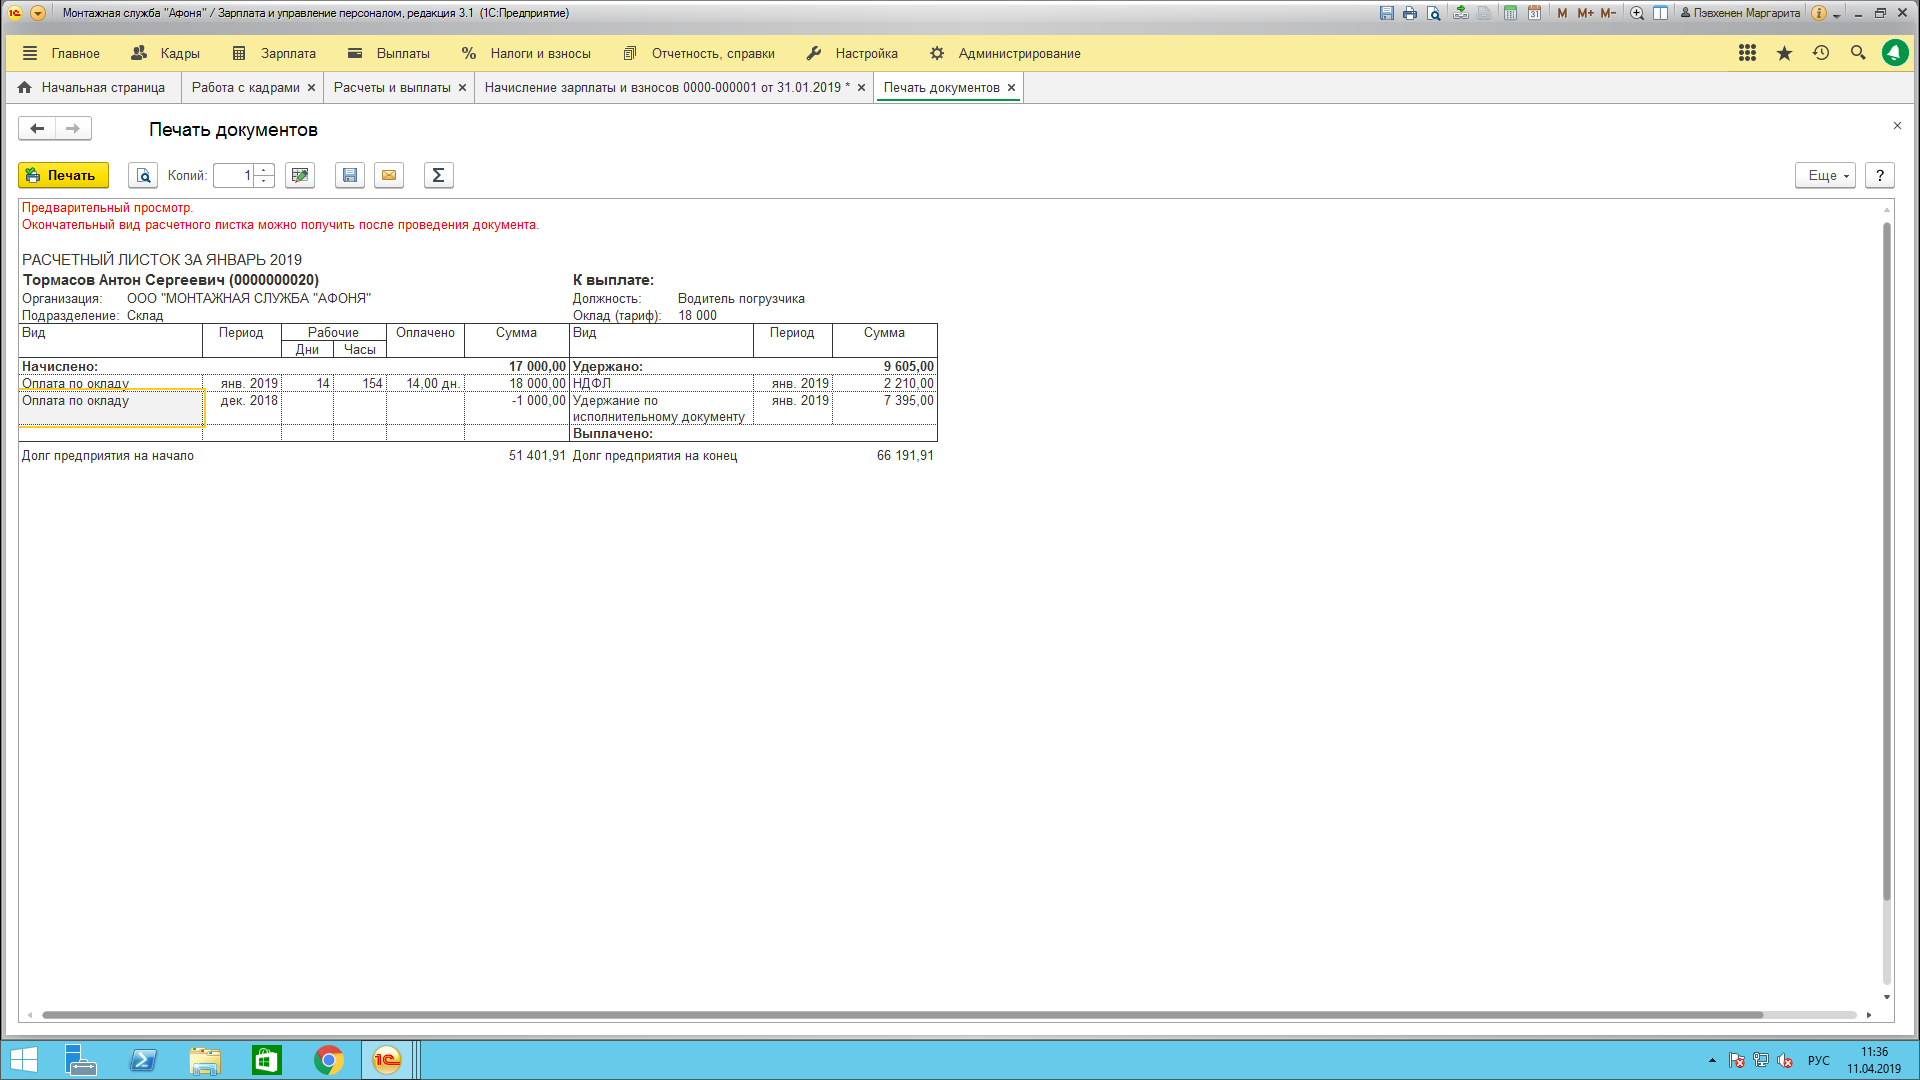 Монтажная служба "Афоня" / Зарплата и управление персоналом, редакция 3.1 (1С:Предприятие)
M M+ M- Пэвхенен Маргарита
Главное Кадры Зарплата Выплаты % Налоги и взносы Отчетность, справки Настройка Администрирование
Начальная страница Работа с кадрами × Расчеты и выплаты × Начисление зарплаты и взносов 0000-000001 от 31.01.2019 * × Печать документов ×
Печать документов
Печать Копий: 1 Σ Еще ?
Предварительный просмотр.
Окончательный вид расчетного листка можно получить после проведения документа.
РАСЧЕТНЫЙ ЛИСТОК ЗА ЯНВАРЬ 2019
Тормасов Антон Сергеевич (0000000020) К выплате:
Организация: ООО "МОНТАЖНАЯ СЛУЖБА "АФОНЯ" Должность: Водитель погрузчика
Подразделение: Склад Оклад (тариф): 18 000
Вид Период Рабочие Оплачено Сумма Вид Период Сумма
Дни Часы
Начислено: 17 000,00 Удержано: 9 605,00
Оплата по окладу янв. 2019 14 154 14,00 дн. 18 000,00 НДФЛ янв. 2019 2 210,00
Оплата по окладу дек. 2018 -1 000,00 Удержание по янв. 2019 7 395,00
исполнительному документу
Выплачено:
Долг предприятия на начало 51 401,91 Долг предприятия на конец 66 191,91
РУС
11:36
11.04.2019